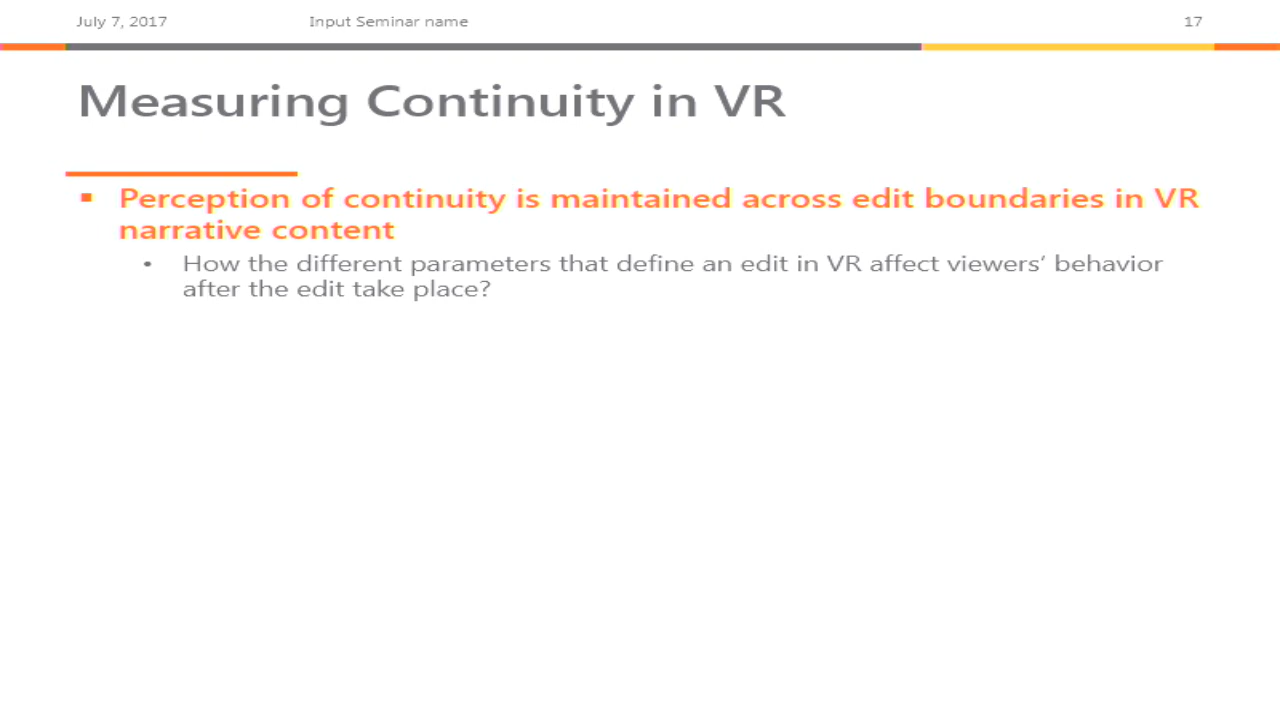 July 7, 2017 Input Seminar name 17
Measuring Continuity in VR
▪ Perception of continuity is maintained across edit boundaries in VR
narrative content
• How the different parameters that define an edit in VR affect viewers‘ behavior
after the edit take place?